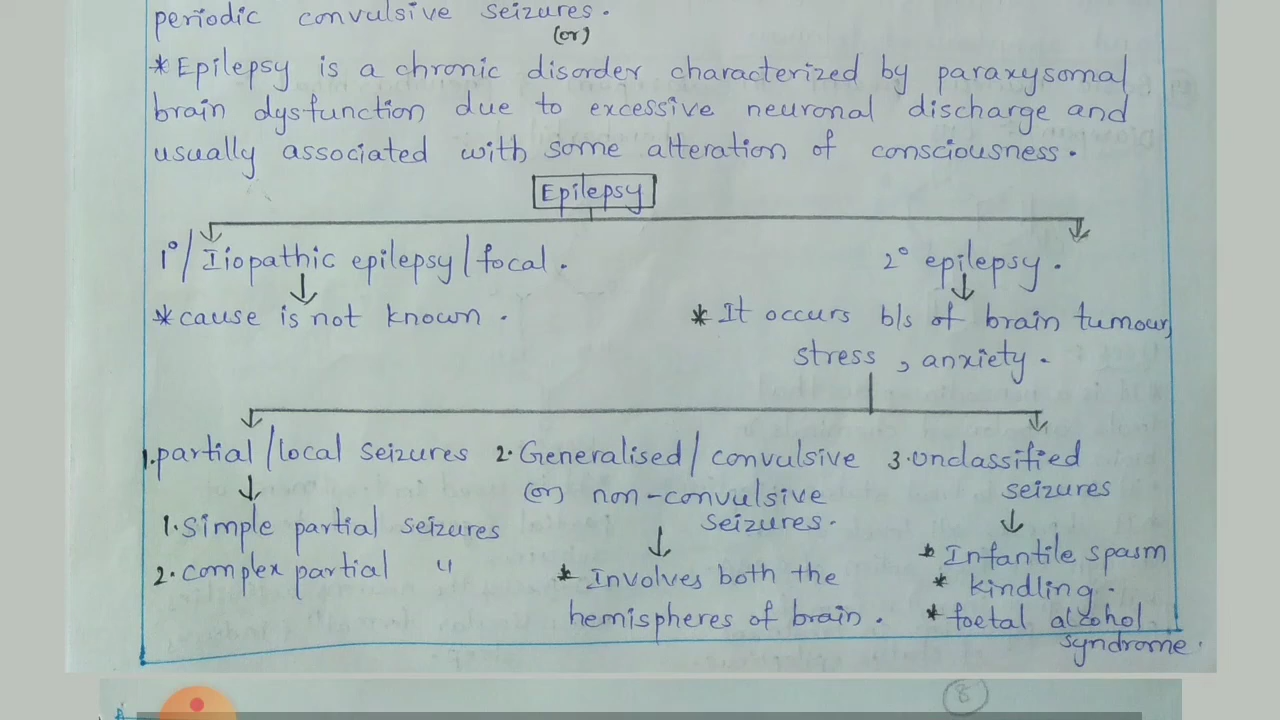 periodic convulsive seizures.
(or)
*Epilepsy is a chronic disorder characterized by paraxysomal
brain dysfunction due to excessive neuronal discharge and
usually associated with some alteration of consciousness.
Epilepsy
1°/Iiopathic epilepsy/focal.
2° epilepsy.
*cause is not known.
* It occurs b/s of brain tumour,
stress, anxiety.
1.partial/local seizures
2.Generalised/convulsive
(or) non-convulsive
seizures.
3.Unclassified
seizures
1.Simple partial seizures
2.complex partial "
* Involves both the
hemispheres of brain.
* Infantile spasm
* kindling.
* foetal alcohol
syndrome.
8